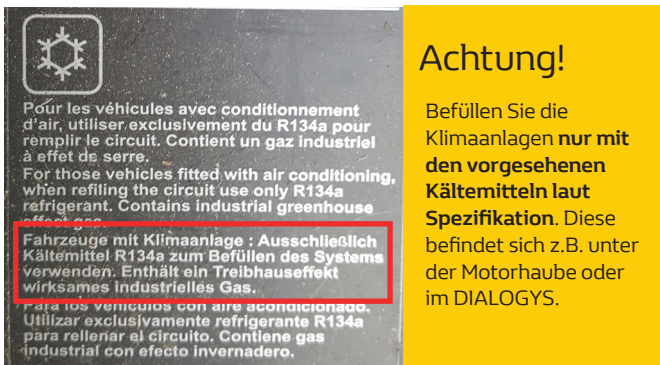 Pour les véhicules avec conditionnement
d'air, utiliser exclusivement du R134a pour
remplir le circuit. Contient un gaz industriel
à effet de serre.
For those vehicles fitted with air conditioning,
when refiling the circuit use only R134a
refrigerant. Contains industrial greenhouse
effect gas.
Fahrzeuge mit Klimaanlage : Ausschließlich
Kältemittel R134a zum Befüllen des Systems
verwenden. Enthält ein Treibhauseffekt
wirksames industrielles Gas.
Para los vehículos con aire acondicionado.
Utilizar exclusivamente refrigerante R134a
para rellenar el circuito. Contiene gas
industrial con efecto invernadero.
Achtung!
Befüllen Sie die
Klimaanlagen nur mit
den vorgesehenen
Kältemitteln laut
Spezifikation. Diese
befindet sich z.B. unter
der Motorhaube oder
im DIALOGYS.